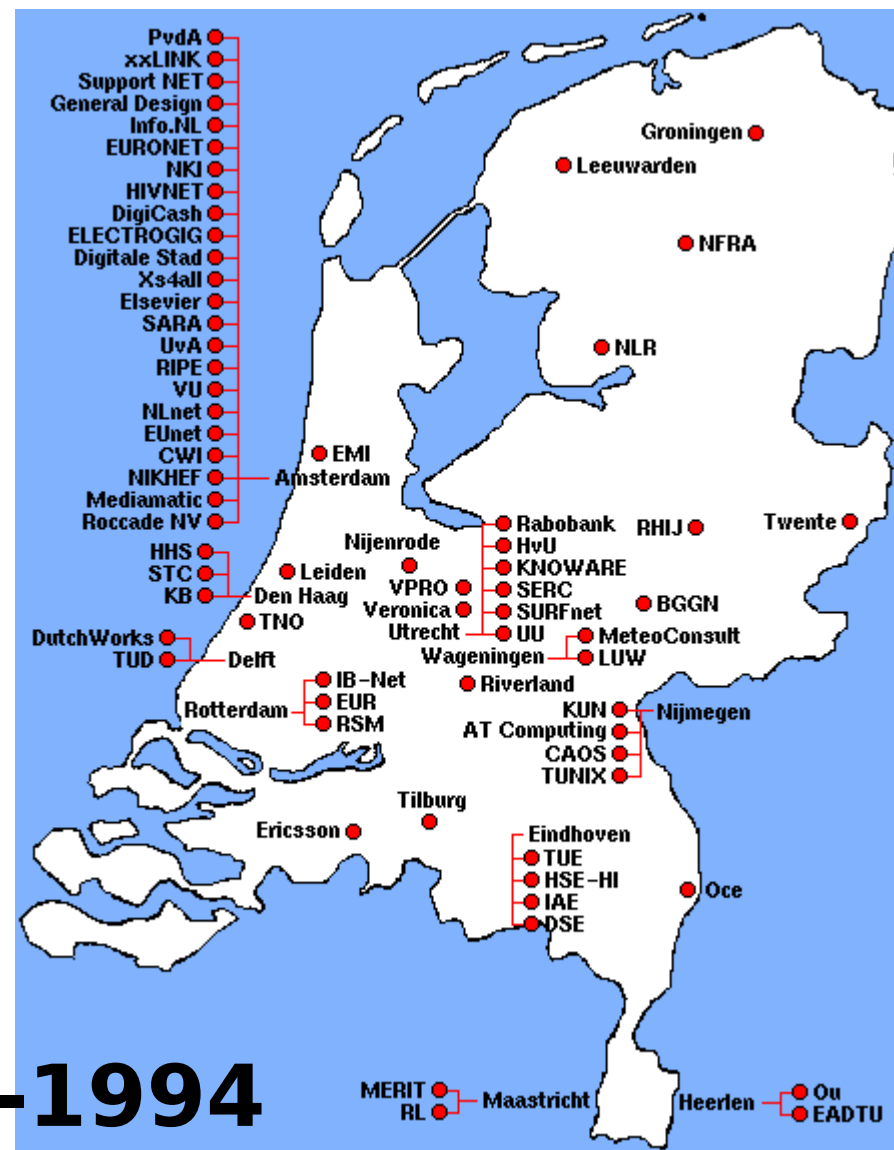 PvdA
xxLINK
Support NET
General Design
Info.NL
EURONET
NKI
HIVNET
DigiCash
ELECTROGIG
Digitale Stad
Xs4all
Elsevier
SARA
UvA
RIPE
VU
NLnet
EUnet
CWI
NIKHEF
Amsterdam
Mediamatic
Roccade NV
Groningen
Leeuwarden
NFRA
NLR
EMI
HHS
STC
KB
Den Haag
Leiden
TNO
DutchWorks
TUD
Delft
Nijenrode
VPRO
Veronica
Utrecht
Rabobank
HvU
KNOWARE
SERC
SURFnet
UU
RHIJ
Twente
BGGN
Wageningen
MeteoConsult
LUW
Riverland
Rotterdam
IB-Net
EUR
RSM
KUN
Nijmegen
AT Computing
CAOS
TUNIX
Tilburg
Ericsson
Eindhoven
TUE
HSE-HI
IAE
DSE
Oce
-1994
MERIT
RL
Maastricht
Heerlen
Ou
EADTU